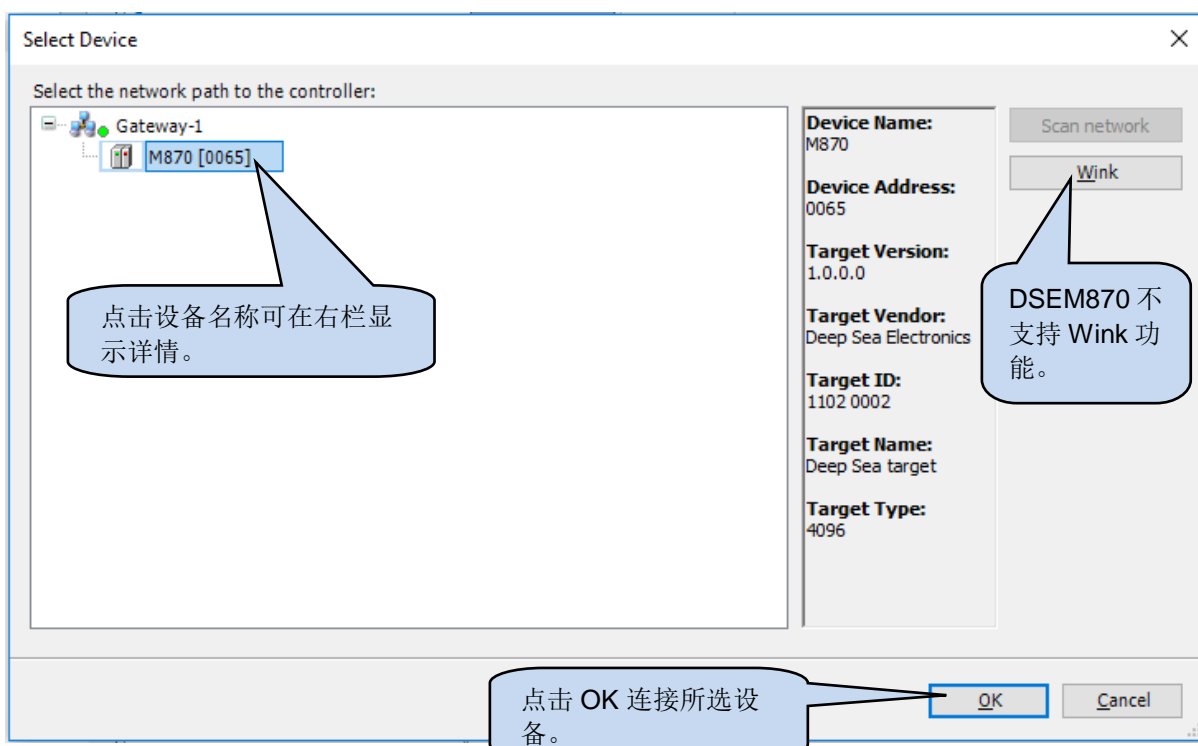 Select Device
Select the network path to the controller:
Gateway-1
M870 [0065]
点击设备名称可在右栏显
示详情。
Device Name:
M870
Device Address:
0065
Target Version:
1.0.0.0
Target Vendor:
Deep Sea Electronics
Target ID:
1102 0002
Target Name:
Deep Sea target
Target Type:
4096
Scan network
Wink
DSEM870 不
支持 Wink 功
能。
点击 OK 连接所选设
备。
OK
Cancel